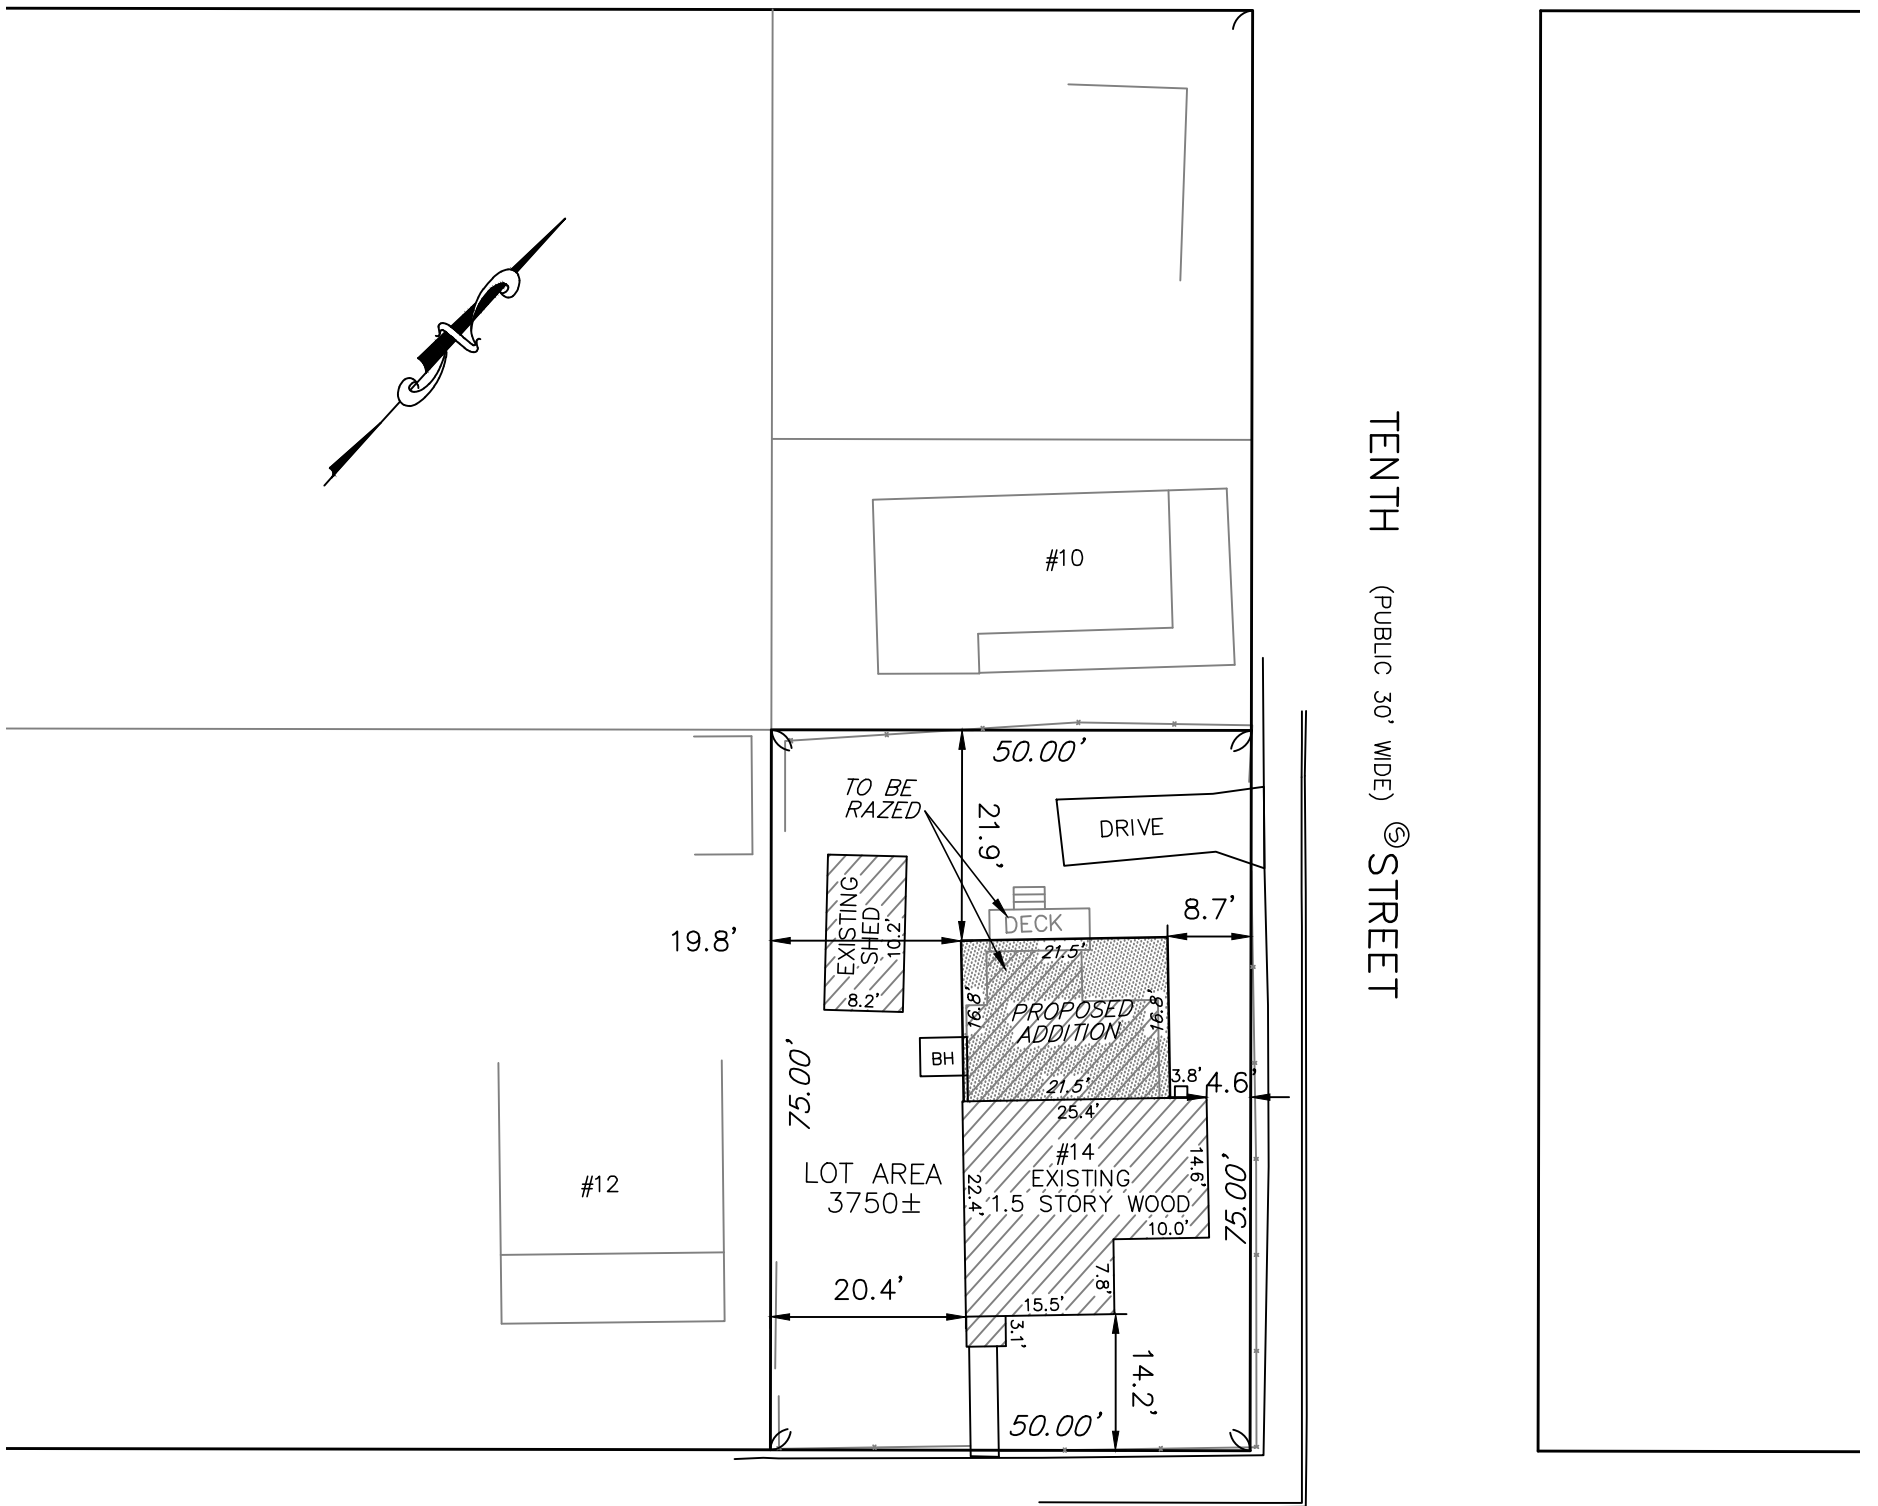 #10
TENTH (PUBLIC 30' WIDE) Ⓢ STREET
50.00'
TO BE
RAZED
21.9'
DRIVE
8.7'
19.8'
EXISTING
SHED
10.2'
8.2'
DECK
21.5'
16.8'
PROPOSED
ADDITION
16.8'
BH
21.5'
3.8'
4.6'
25.4'
75.00'
#14
EXISTING
1.5 STORY WOOD
22.4'
14.6'
10.0'
75.00'
LOT AREA
3750±
#12
7.8'
15.5'
20.4'
3.1'
14.2'
50.00'